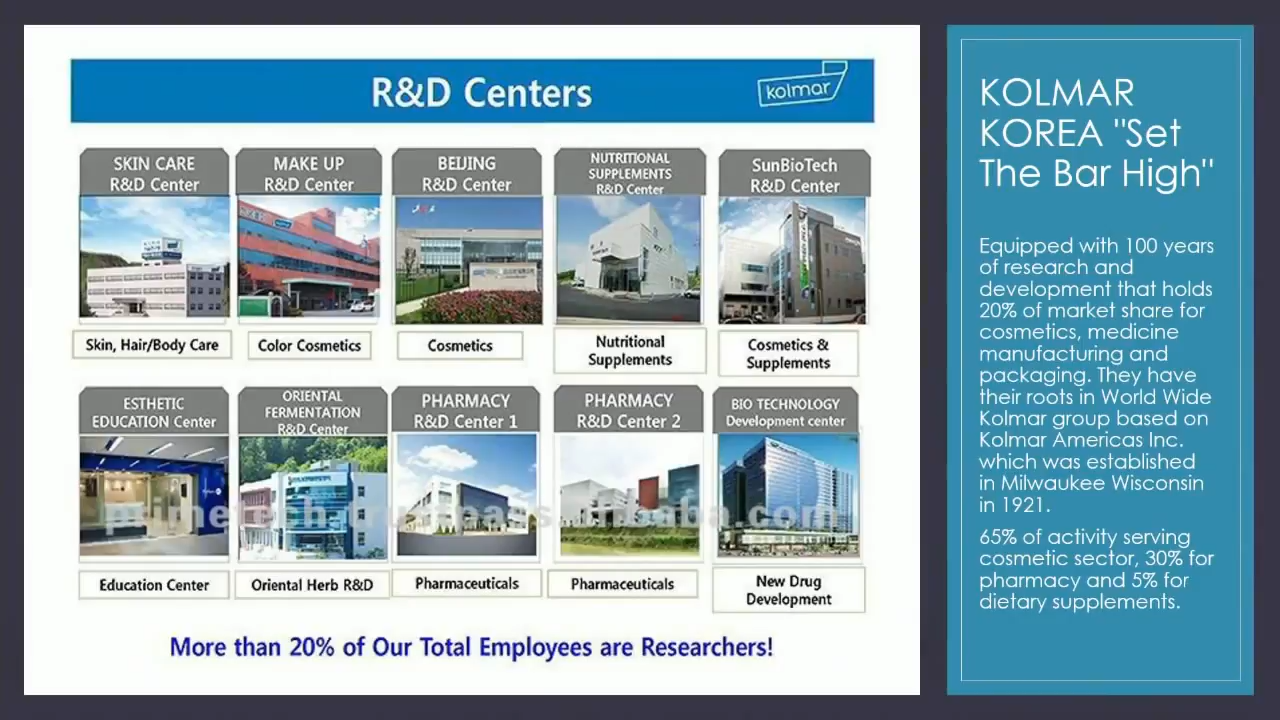 R&D Centers
kolmar
SKIN CARE
R&D Center
MAKE UP
R&D Center
BEIJING
R&D Center
NUTRITIONAL
SUPPLEMENTS
R&D Center
SunBioTech
R&D Center
Skin, Hair/Body Care
Color Cosmetics
Cosmetics
Nutritional
Supplements
Cosmetics &
Supplements
ESTHETIC
EDUCATION Center
ORIENTAL
FERMENTATION
R&D Center
PHARMACY
R&D Center 1
PHARMACY
R&D Center 2
BIO TECHNOLOGY
Development center
Education Center
Oriental Herb R&D
Pharmaceuticals
Pharmaceuticals
New Drug
Development
More than 20% of Our Total Employees are Researchers!
KOLMAR
KOREA "Set
The Bar High"
Equipped with 100 years
of research and
development that holds
20% of market share for
cosmetics, medicine
manufacturing and
packaging. They have
their roots in World Wide
Kolmar group based on
Kolmar Americas Inc.
which was established
in Milwaukee Wisconsin
in 1921.
65% of activity serving
cosmetic sector, 30% for
pharmacy and 5% for
dietary supplements.